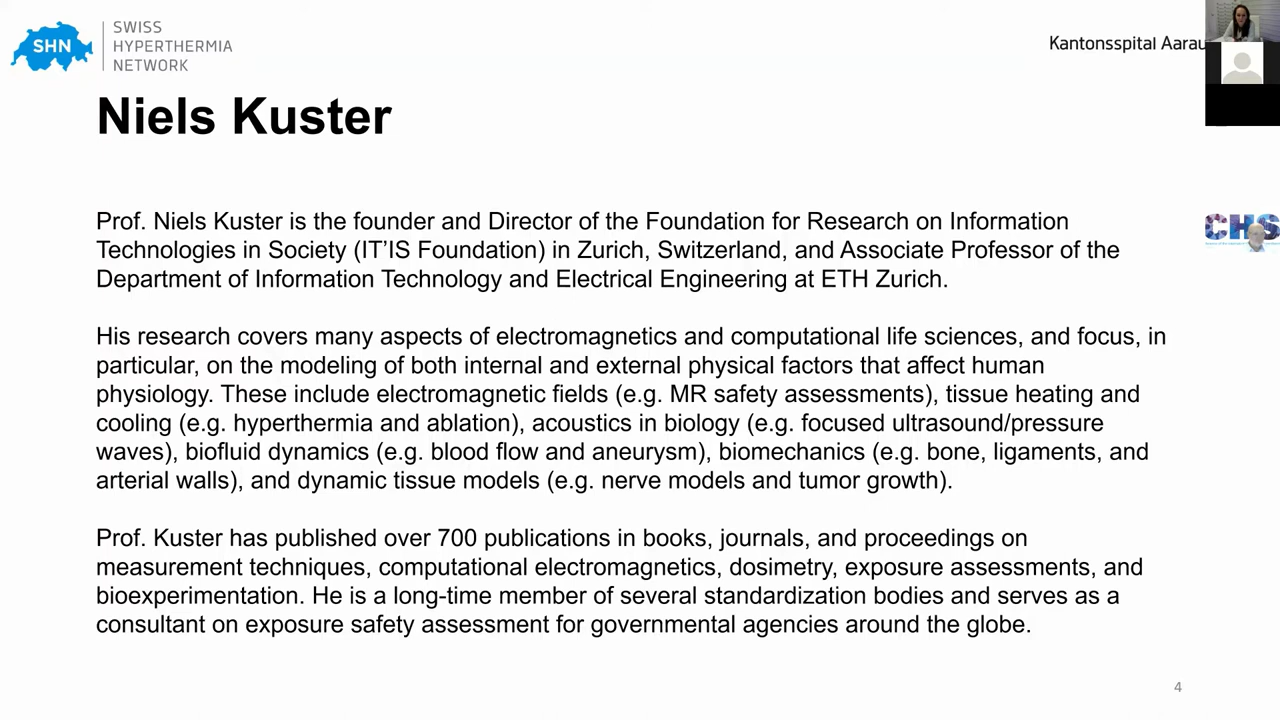 SHN
SWISS
HYPERTHERMIA
NETWORK
Kantonsspital Aarau
Niels Kuster
Prof. Niels Kuster is the founder and Director of the Foundation for Research on Information
Technologies in Society (IT’IS Foundation) in Zurich, Switzerland, and Associate Professor of the
Department of Information Technology and Electrical Engineering at ETH Zurich.
His research covers many aspects of electromagnetics and computational life sciences, and focus, in
particular, on the modeling of both internal and external physical factors that affect human
physiology. These include electromagnetic fields (e.g. MR safety assessments), tissue heating and
cooling (e.g. hyperthermia and ablation), acoustics in biology (e.g. focused ultrasound/pressure
waves), biofluid dynamics (e.g. blood flow and aneurysm), biomechanics (e.g. bone, ligaments, and
arterial walls), and dynamic tissue models (e.g. nerve models and tumor growth).
Prof. Kuster has published over 700 publications in books, journals, and proceedings on
measurement techniques, computational electromagnetics, dosimetry, exposure assessments, and
bioexperimentation. He is a long-time member of several standardization bodies and serves as a
consultant on exposure safety assessment for governmental agencies around the globe.
CHS
4